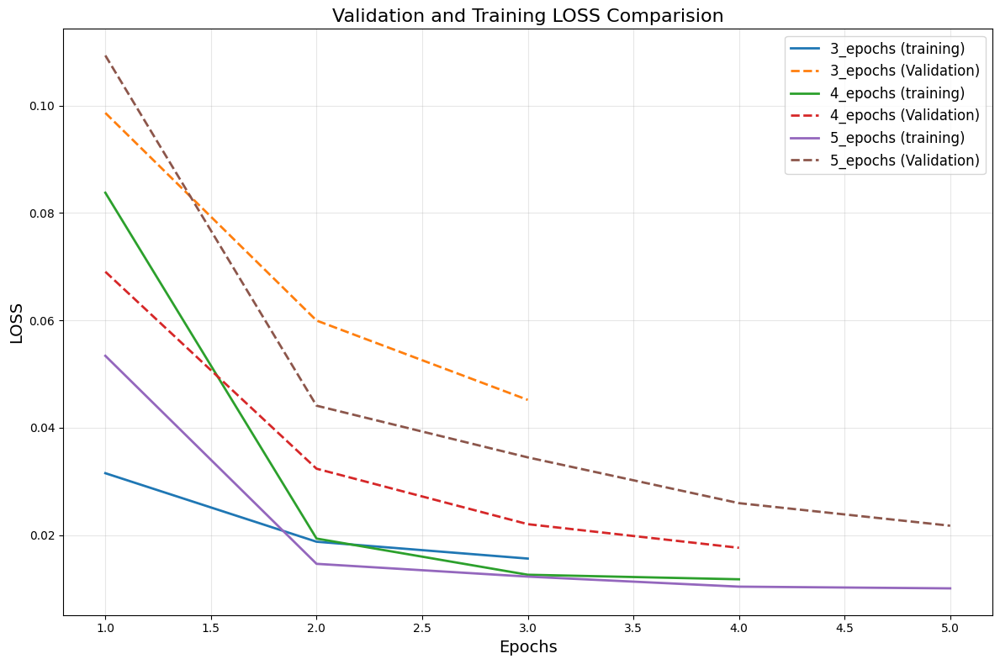 Validation and Training LOSS Comparision
3_epochs (training)
3_epochs (Validation)
4_epochs (training)
4_epochs (Validation)
5_epochs (training)
5_epochs (Validation)
LOSS
0.10
0.08
0.06
0.04
0.02
1.0 1.5 2.0 2.5 3.0 3.5 4.0 4.5 5.0
Epochs